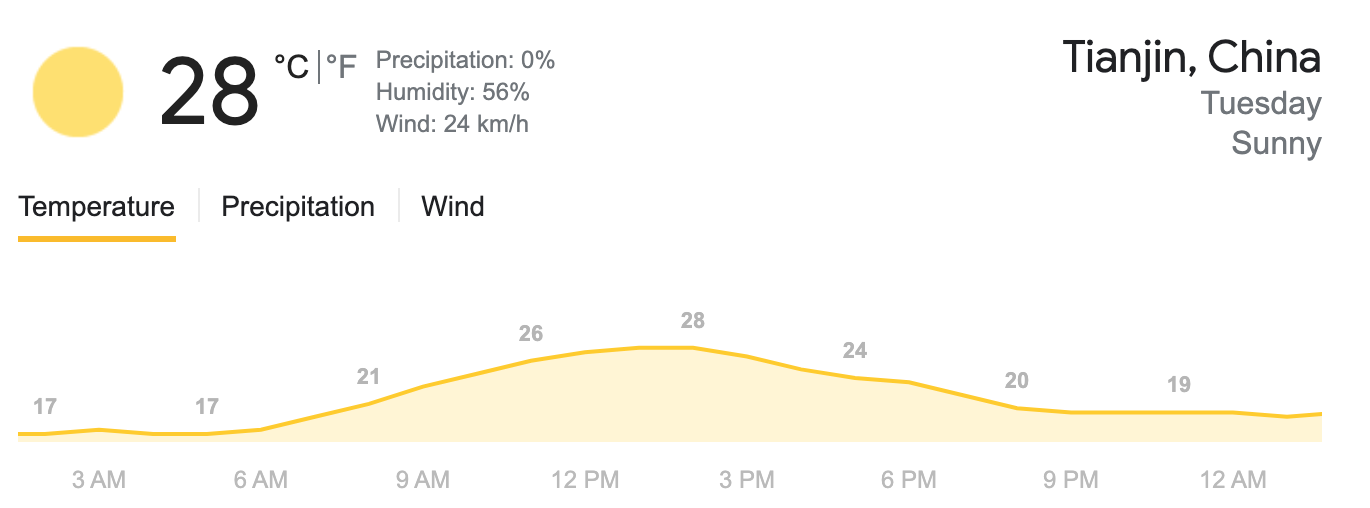 28 °C|°F
Precipitation: 0%
Humidity: 56%
Wind: 24 km/h
Tianjin, China
Tuesday
Sunny
Temperature Precipitation Wind
17 17 21 26 28 24 20 19
3 AM 6 AM 9 AM 12 PM 3 PM 6 PM 9 PM 12 AM